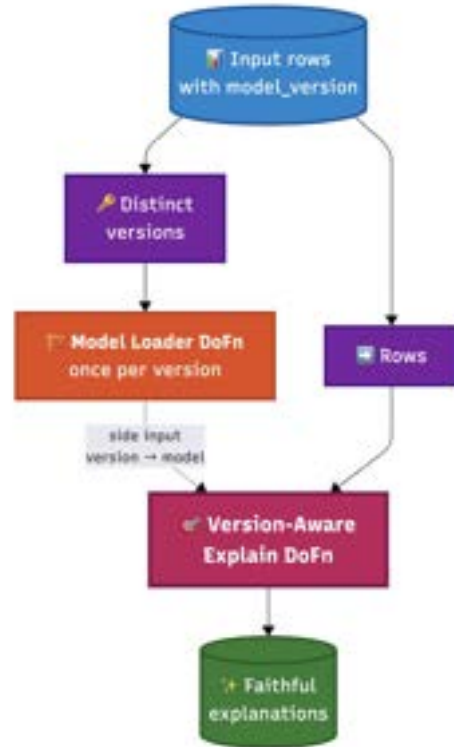 📊 Input rows
with model_version
🔑 Distinct
versions
Model Loader DoFn
once per version
➡️ Rows
side input
version → model
Version-Aware
Explain DoFn
✨ Faithful
explanations